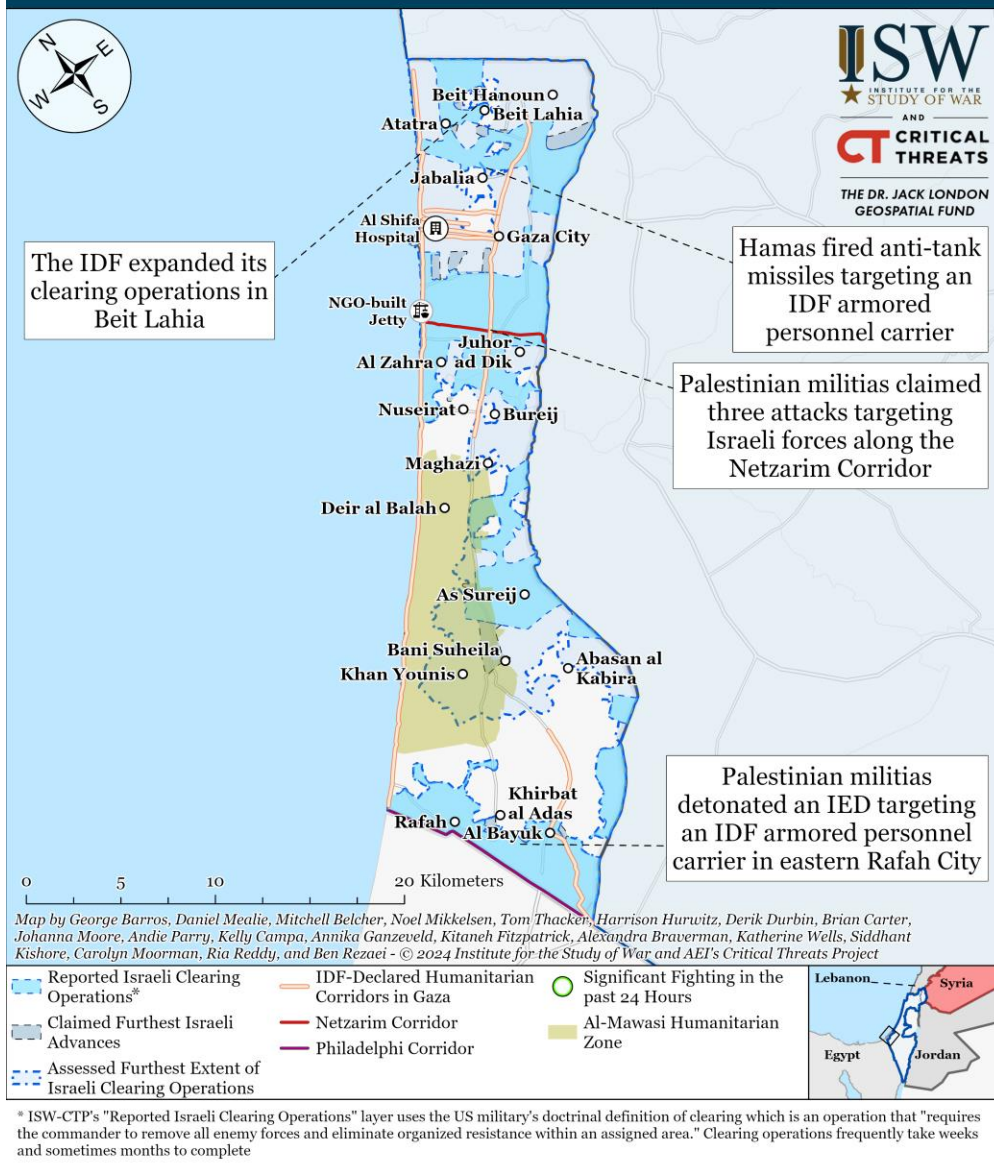 N
E
W
S
ISW
INSTITUTE FOR THE
STUDY OF WAR
AND
CT CRITICAL
THREATS
THE DR. JACK LONDON
GEOSPATIAL FUND
Beit Hanoun
Beit Lahia
Atatra
Jabalia
Al Shifa
Hospital
Gaza City
The IDF expanded its
clearing operations in
Beit Lahia
Hamas fired anti-tank
missiles targeting an
IDF armored
personnel carrier
NGO-built
Jetty
Juhor
ad Dik
Al Zahra
Palestinian militias claimed
three attacks targeting
Israeli forces along the
Netzarim Corridor
Nuseirat
Bureij
Maghazi
Deir al Balah
As Sureij
Bani Suheila
Abasan al
Kabira
Khan Younis
Palestinian militias
detonated an IED targeting
an IDF armored personnel
carrier in eastern Rafah City
Khirbat
al Adas
Rafah
Al Bayuk
0 5 10 20 Kilometers
Map by George Barros, Daniel Mealie, Mitchell Belcher, Noel Mikkelsen, Tom Thacker, Harrison Hurwitz, Derik Durbin, Brian Carter,
Johanna Moore, Andie Parry, Kelly Campa, Annika Ganzeveld, Kitaneh Fitzpatrick, Alexandra Braverman, Katherine Wells, Siddhant
Kishore, Carolyn Moorman, Ria Reddy, and Ben Rezaei - © 2024 Institute for the Study of War and AEI's Critical Threats Project
Reported Israeli Clearing
Operations*
Claimed Furthest Israeli
Advances
Assessed Furthest Extent of
Israeli Clearing Operations
IDF-Declared Humanitarian
Corridors in Gaza
Netzarim Corridor
Philadelphi Corridor
Significant Fighting in the
past 24 Hours
Al-Mawasi Humanitarian
Zone
Lebanon
Syria
Egypt
Jordan
* ISW-CTP's "Reported Israeli Clearing Operations" layer uses the US military's doctrinal definition of clearing which is an operation that "requires
the commander to remove all enemy forces and eliminate organized resistance within an assigned area." Clearing operations frequently take weeks
and sometimes months to complete